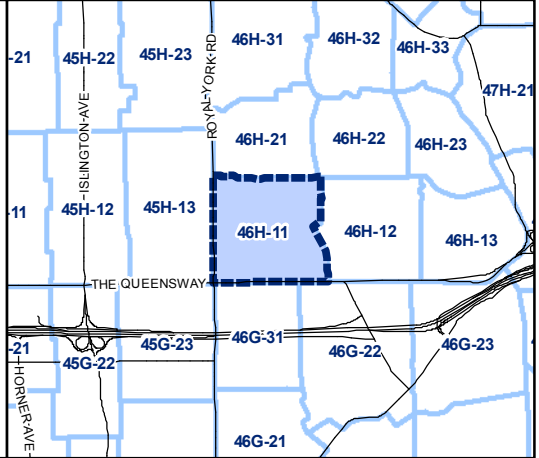 46H-31
46H-32
46H-33
-21
45H-22
45H-23
47H-21
ROYAL-YORK-RD
ISLINGTON-AVE
46H-21
46H-22
46H-23
-11
45H-12
45H-13
46H-11
46H-12
46H-13
THE QUEENSWAY
-21
45G-22
45G-23
46G-31
46G-22
46G-23
HORNER-AVE
46G-21